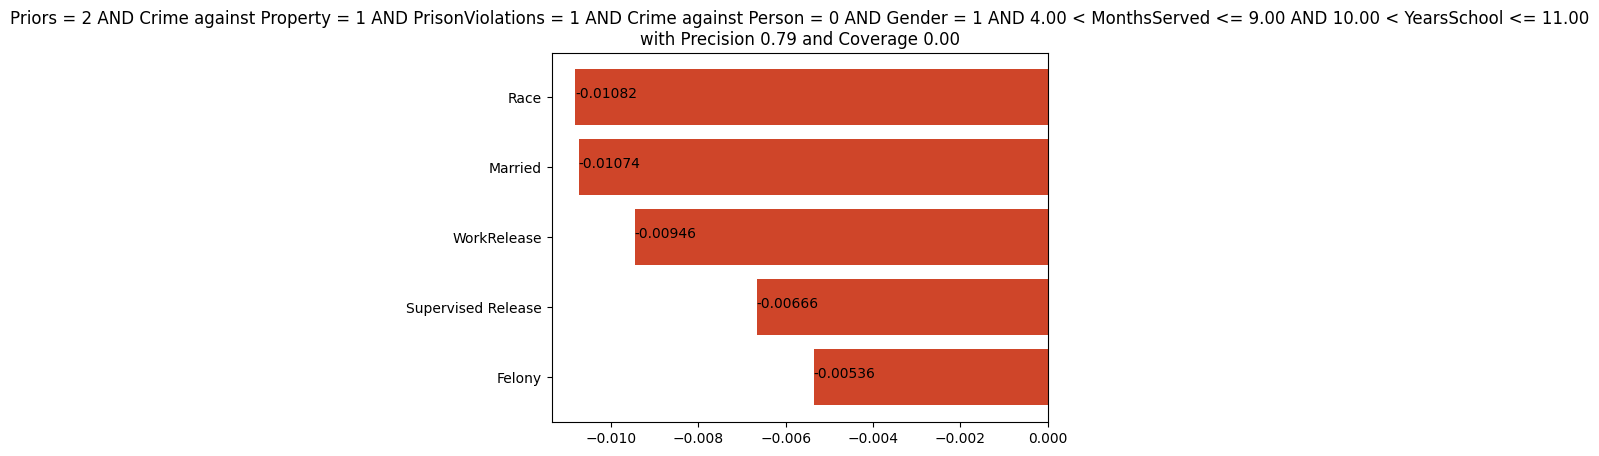 Priors = 2 AND Crime against Property = 1 AND PrisonViolations = 1 AND Crime against Person = 0 AND Gender = 1 AND 4.00 < MonthsServed <= 9.00 AND 10.00 < YearsSchool <= 11.00
with Precision 0.79 and Coverage 0.00
Race
-0.01082
Married
-0.01074
WorkRelease
-0.00946
Supervised Release
-0.00666
Felony
-0.00536
−0.010 −0.008 −0.006 −0.004 −0.002 0.000